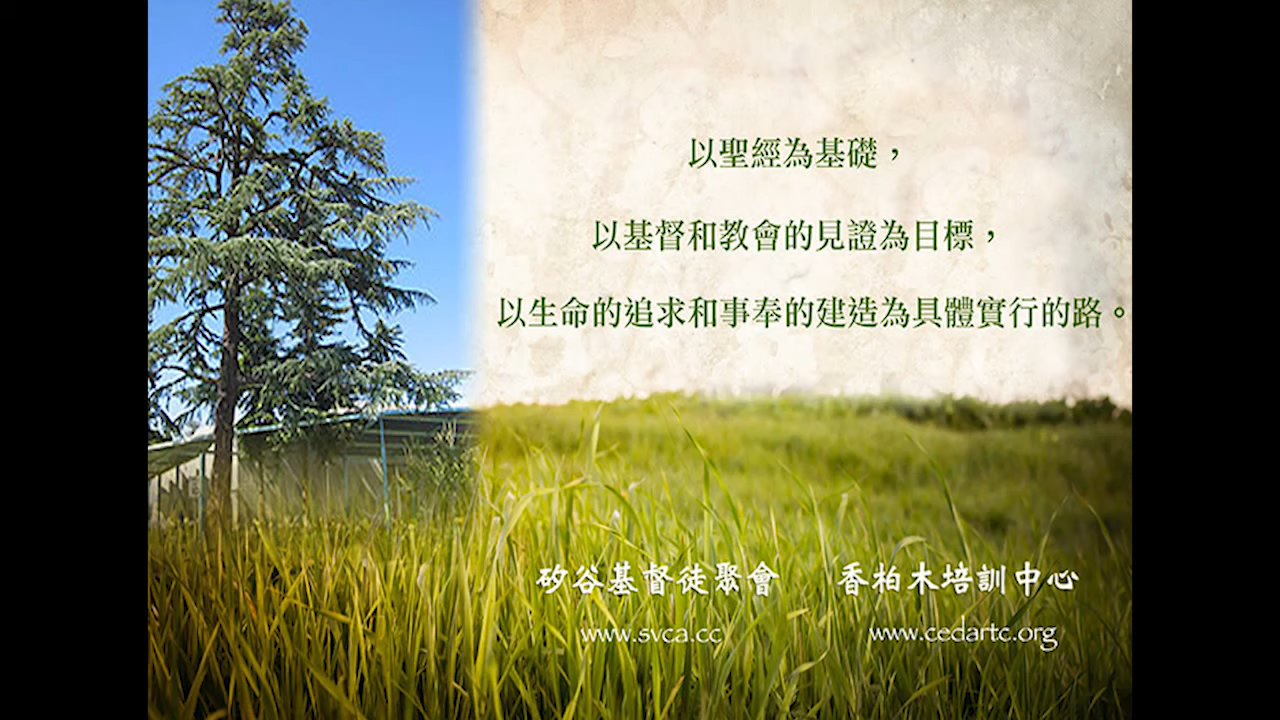 以聖經為基礎，
以基督和教會的見證為目標，
以生命的追求和事奉的建造為具體實行的路。
矽谷基督徒聚會 香柏木培訓中心
www.svca.cc www.cedartc.org